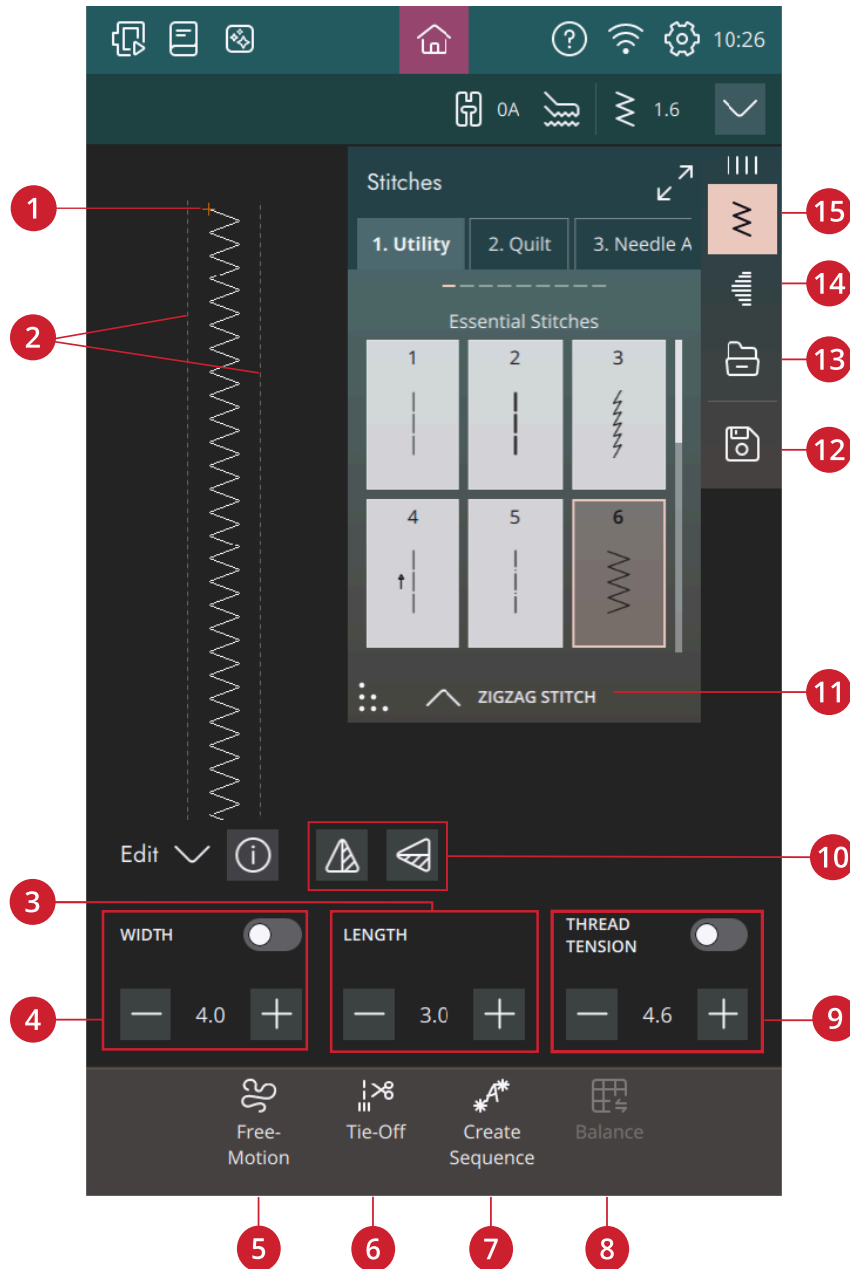 10:26
0A
1.6
Stitches
1. Utility
2. Quilt
3. Needle A
Essential Stitches
1
2
3
4
5
6
ZIGZAG STITCH
Edit
WIDTH
LENGTH
THREAD
TENSION
4.0
3.0
4.6
Free-
Motion
Tie-Off
Create
Sequence
Balance
1
2
3
4
5
6
7
8
9
10
11
12
13
14
15